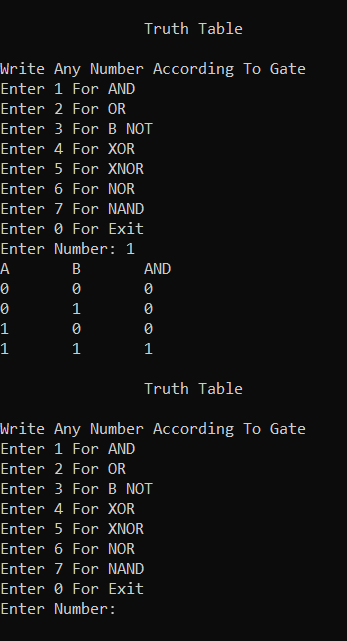 Truth Table
Write Any Number According To Gate
Enter 1 For AND
Enter 2 For OR
Enter 3 For B NOT
Enter 4 For XOR
Enter 5 For XNOR
Enter 6 For NOR
Enter 7 For NAND
Enter 0 For Exit
Enter Number: 1
A B AND
0 0 0
0 1 0
1 0 0
1 1 1
Truth Table
Write Any Number According To Gate
Enter 1 For AND
Enter 2 For OR
Enter 3 For B NOT
Enter 4 For XOR
Enter 5 For XNOR
Enter 6 For NOR
Enter 7 For NAND
Enter 0 For Exit
Enter Number: